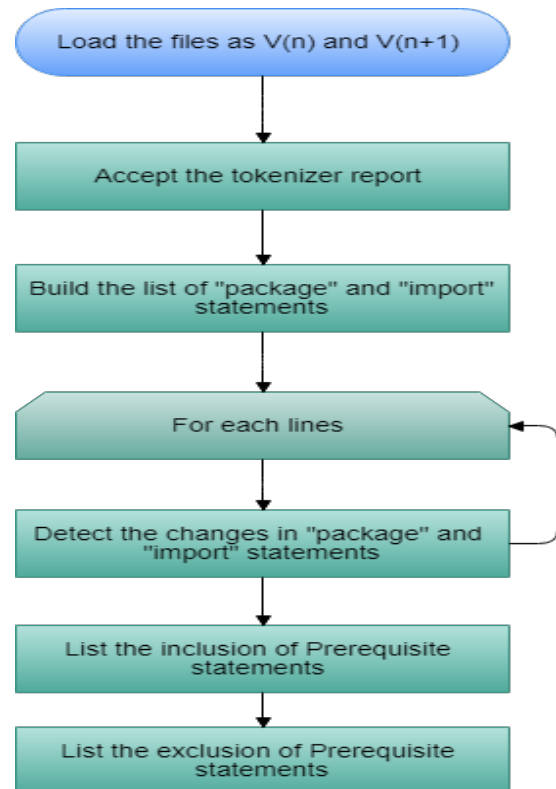 Load the files as V(n) and V(n+1)
Accept the tokenizer report
Build the list of "package" and "import"
statements
For each lines
Detect the changes in "package" and
"import" statements
List the inclusion of Prerequisite
statements
List the exclusion of Prerequisite
statements